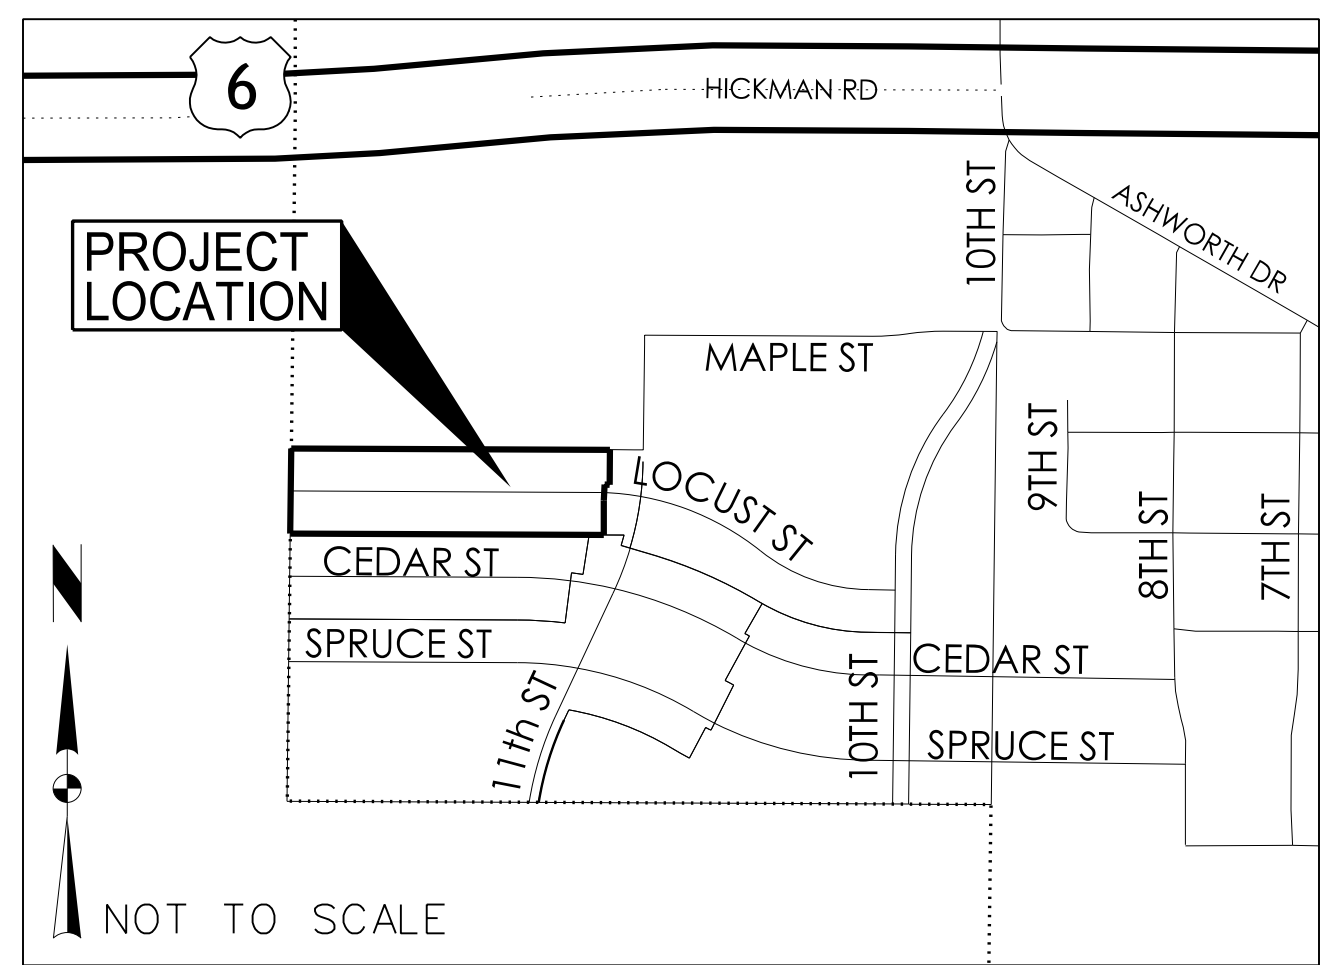 6
HICKMAN RD
10TH ST
ASHWORTH DR
PROJECT
LOCATION
MAPLE ST
9TH ST
LOCUST ST
8TH ST
7TH ST
CEDAR ST
N
SPRUCE ST
CEDAR ST
10TH ST
11th ST
SPRUCE ST
NOT TO SCALE